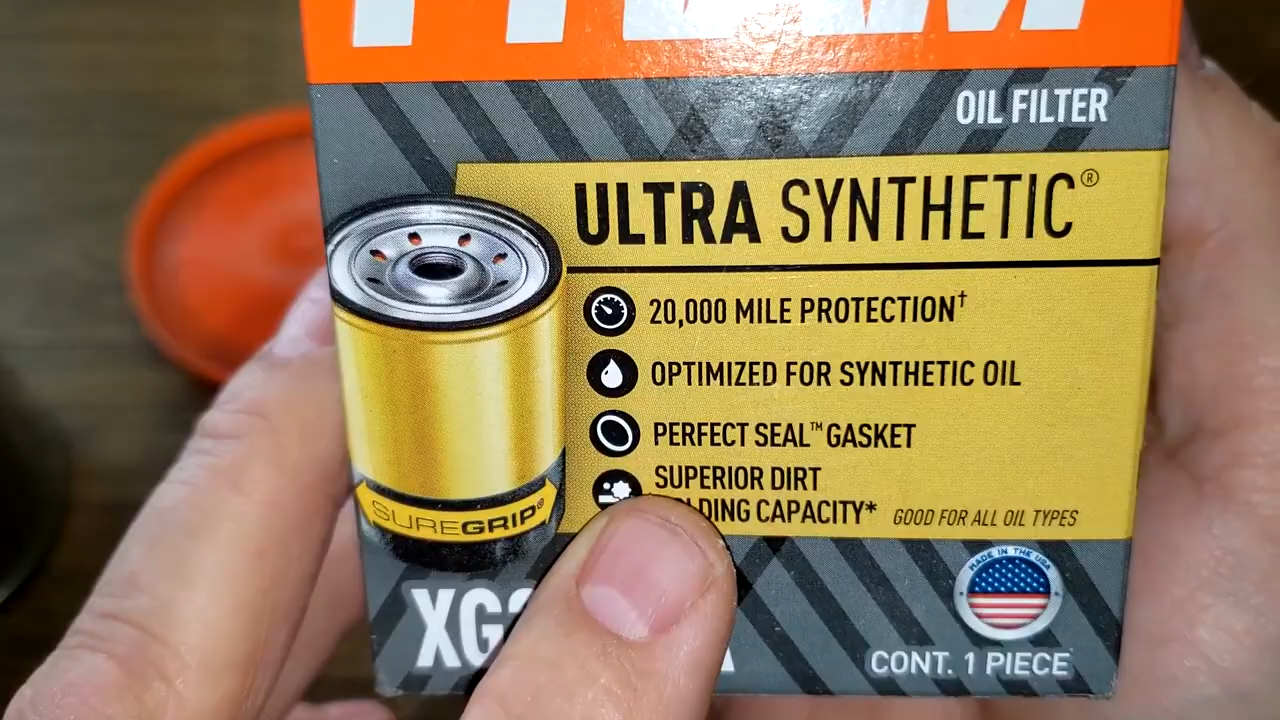 OIL FILTER
ULTRA SYNTHETIC®
20,000 MILE PROTECTION†
OPTIMIZED FOR SYNTHETIC OIL
PERFECT SEAL™ GASKET
SUPERIOR DIRT
CAPACITY*
GOOD FOR ALL OIL TYPES
SUREGRIP®
MADE IN THE USA
CONT. 1 PIECE